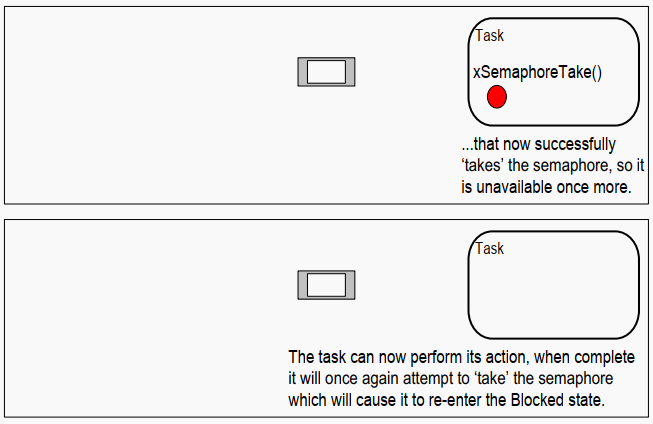 Task
xSemaphoreTake()
...that now successfully
‘takes’ the semaphore, so it
is unavailable once more.
Task
The task can now perform its action, when complete
it will once again attempt to ‘take’ the semaphore
which will cause it to re-enter the Blocked state.